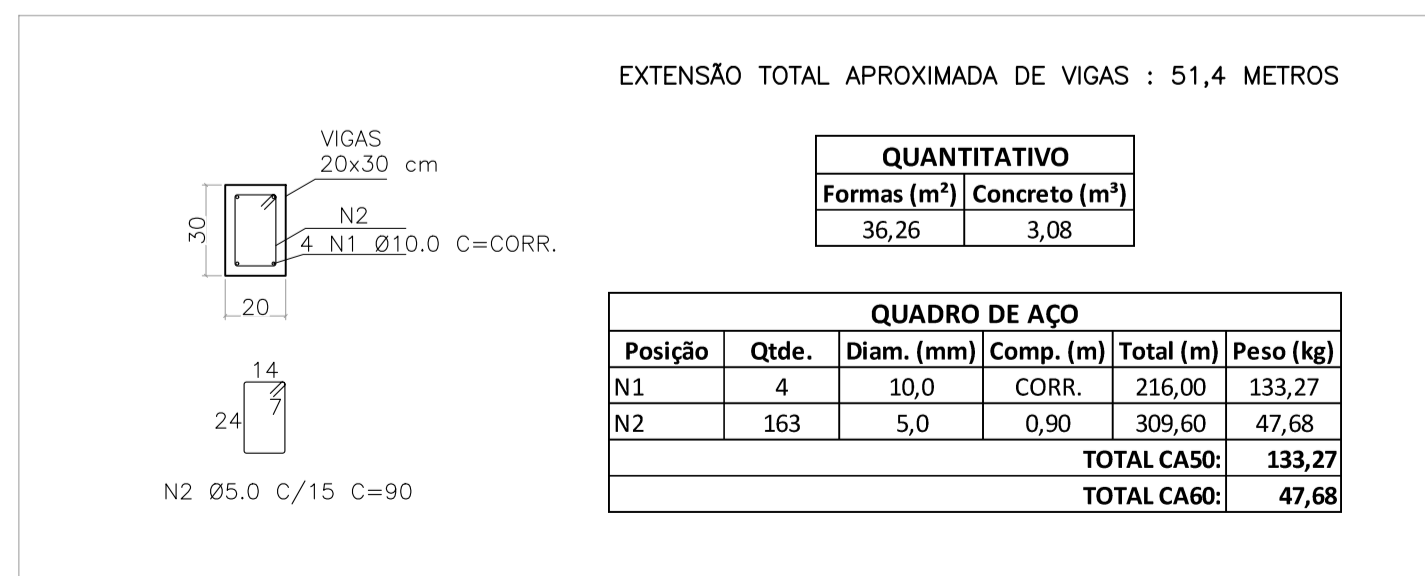 EXTENSÃO TOTAL APROXIMADA DE VIGAS : 51,4 METROS
VIGAS
20x30 cm
N2
4 N1 Ø10.0 C=CORR.
30
20
14
7
24
N2 Ø5.0 C/15 C=90
QUANTITATIVO
Formas (m²) Concreto (m³)
36,26 3,08
QUADRO DE AÇO
Posição Qtde. Diam. (mm) Comp. (m) Total (m) Peso (kg)
N1 4 10,0 CORR. 216,00 133,27
N2 163 5,0 0,90 309,60 47,68
TOTAL CA50: 133,27
TOTAL CA60: 47,68